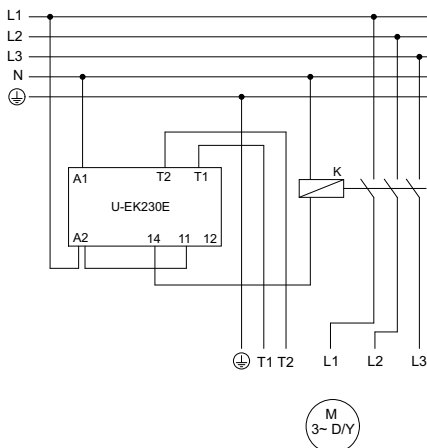 L1
L2
L3
N
A1 T2 T1
K
U-EK230E
A2 14 11 12
T1 T2 L1 L2 L3
M
3~ D/Y